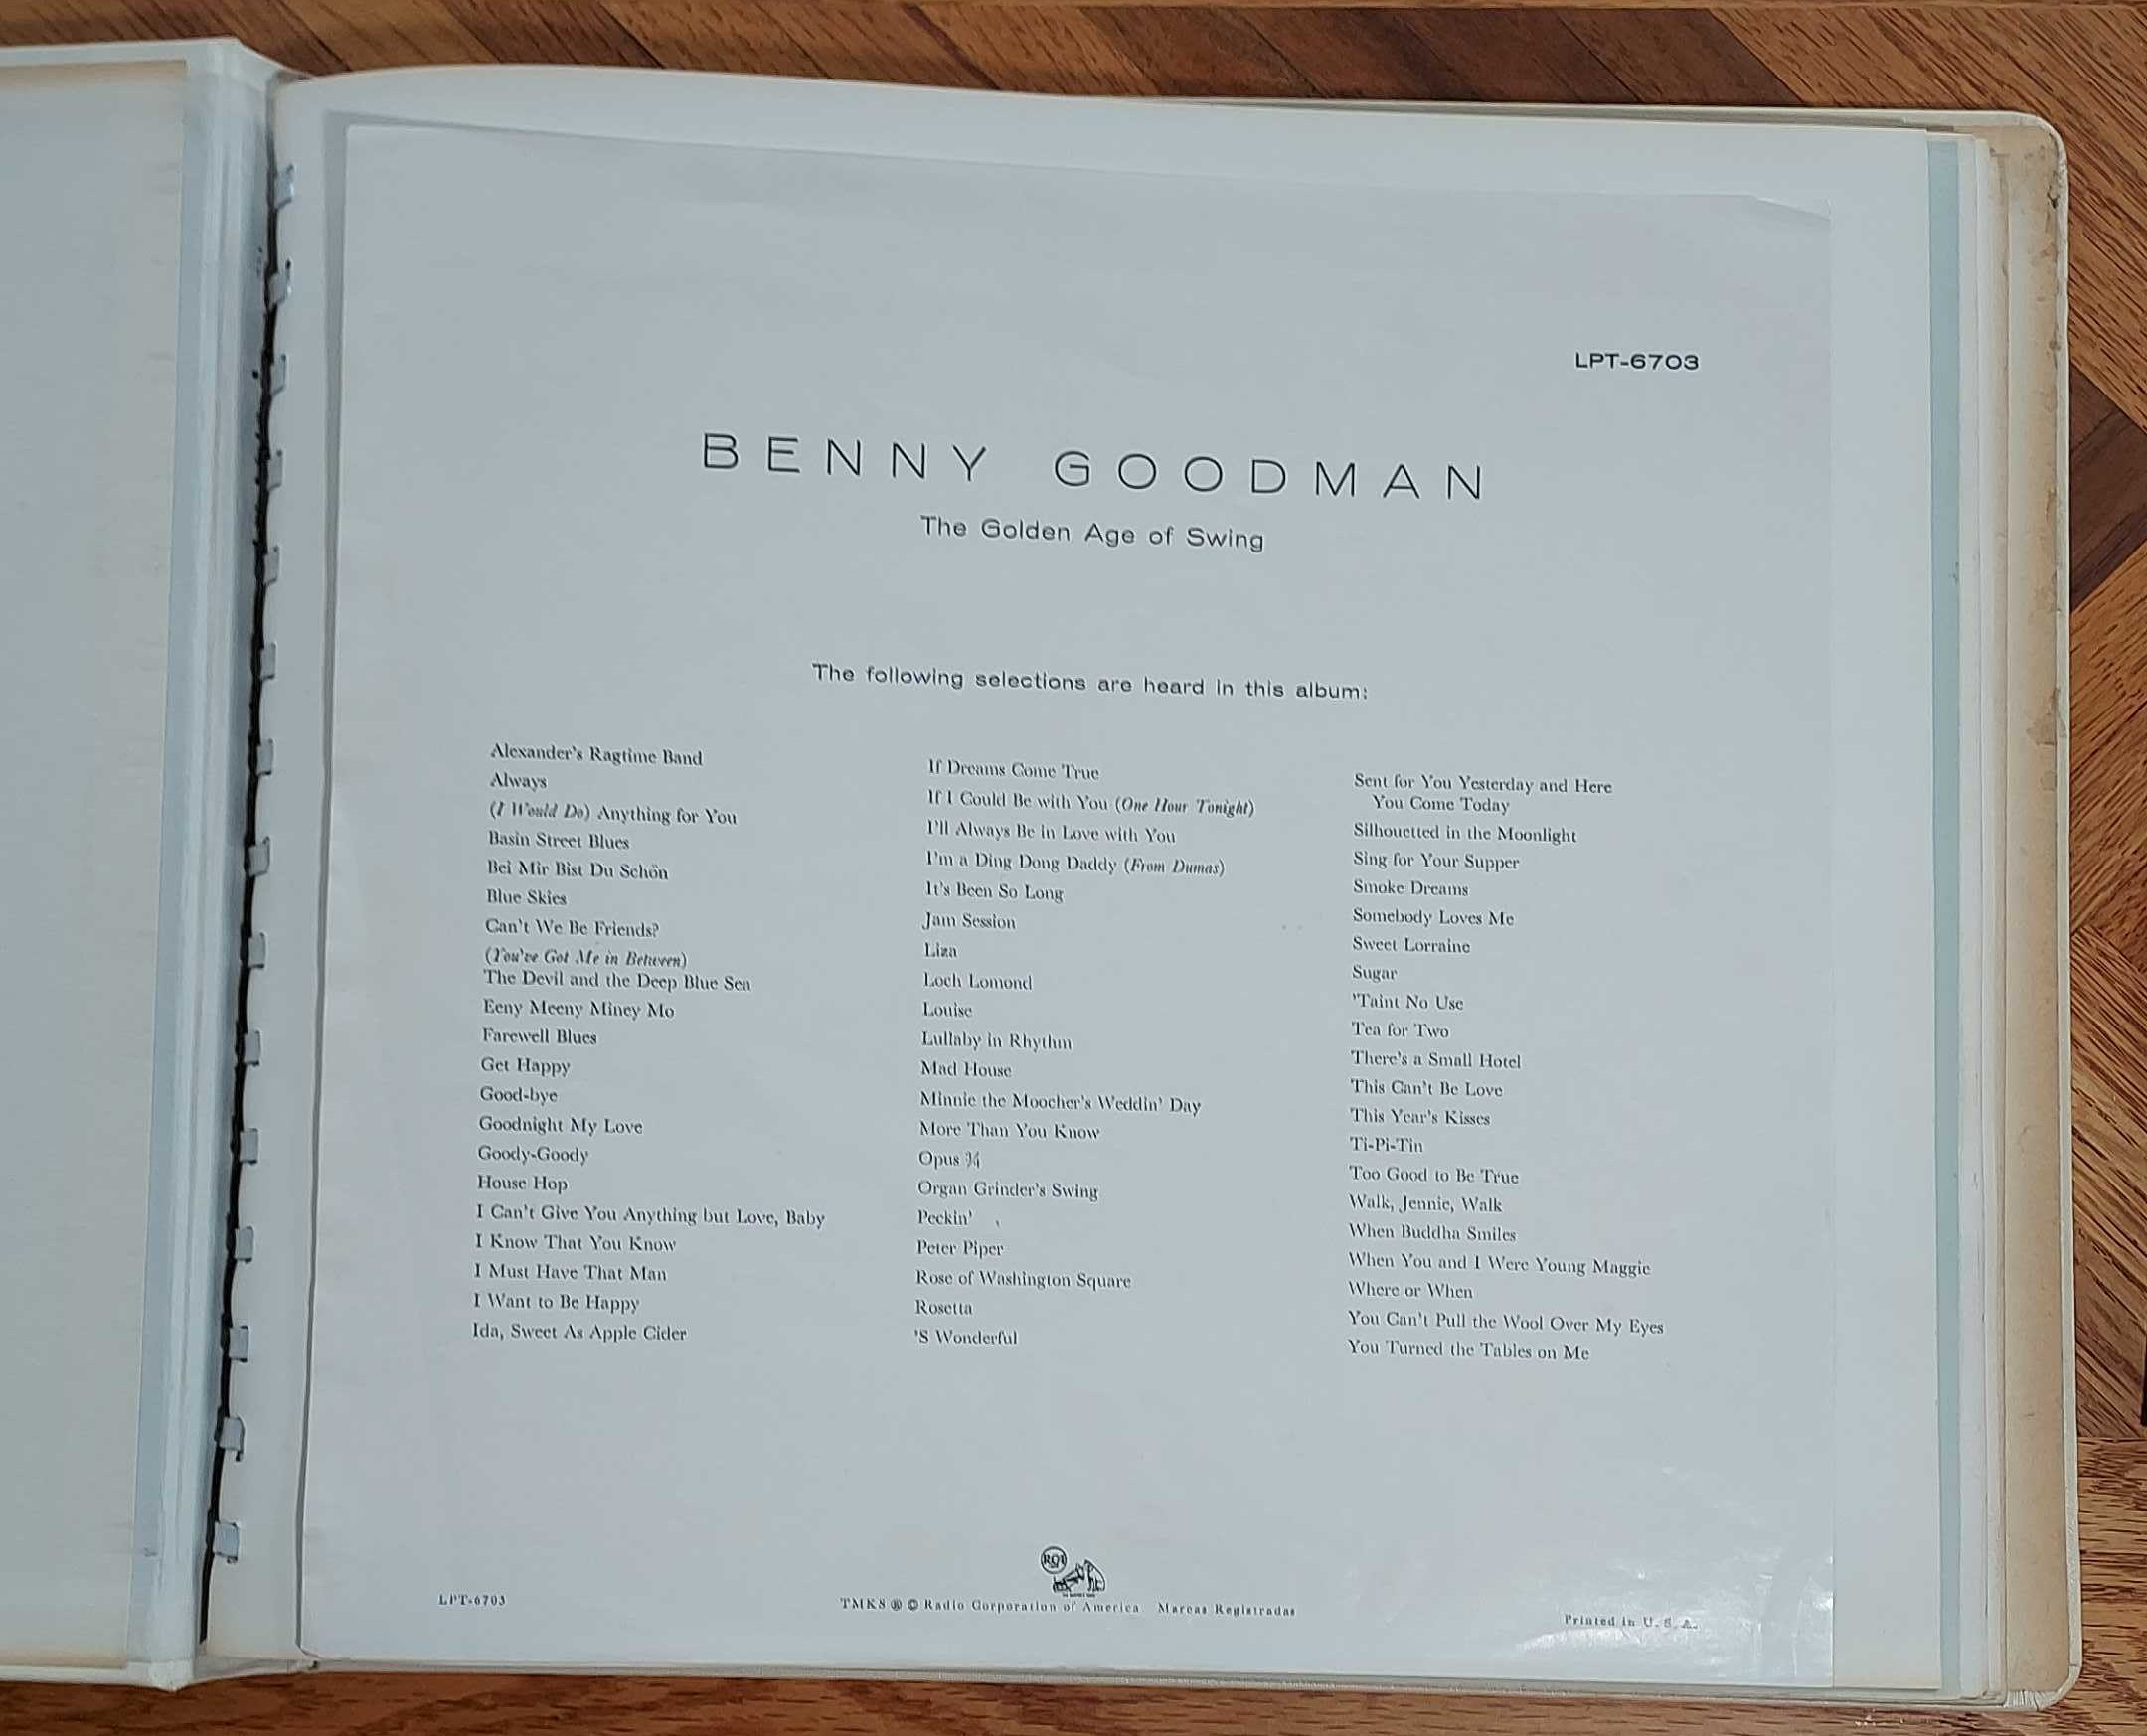 LPT-6703
BENNY GOODMAN
The Golden Age of Swing
The following selections are heard in this album:
Alexander's Ragtime Band
Always
(I Would Do) Anything for You
Basin Street Blues
Bei Mir Bist Du Schön
Blue Skies
Can't We Be Friends?
(You've Got Me in Between)
The Devil and the Deep Blue Sea
Eeny Meeny Miney Mo
Farewell Blues
Get Happy
Good-bye
Goodnight My Love
Goody-Goody
House Hop
I Can't Give You Anything but Love, Baby
I Know That You Know
I Must Have That Man
I Want to Be Happy
Ida, Sweet As Apple Cider
If Dreams Come True
If I Could Be with You (One Hour Tonight)
I'll Always Be in Love with You
I'm a Ding Dong Daddy (From Dumas)
It's Been So Long
Jam Session
Liza
Loch Lomond
Louise
Lullaby in Rhythm
Mad House
Minnie the Moocher's Weddin' Day
More Than You Know
Opus ¾
Organ Grinder's Swing
Peckin'
Peter Piper
Rose of Washington Square
Rosetta
'S Wonderful
Sent for You Yesterday and Here
You Come Today
Silhouetted in the Moonlight
Sing for Your Supper
Smoke Dreams
Somebody Loves Me
Sweet Lorraine
Sugar
'Taint No Use
Tea for Two
There's a Small Hotel
This Can't Be Love
This Year's Kisses
Ti-Pi-Tin
Too Good to Be True
Walk, Jennie, Walk
When Buddha Smiles
When You and I Were Young Maggie
Where or When
You Can't Pull the Wool Over My Eyes
You Turned the Tables on Me
RCA
LPT-6703
TMKS ® © Radio Corporation of America Marcas Registradas
Printed in U. S. A.